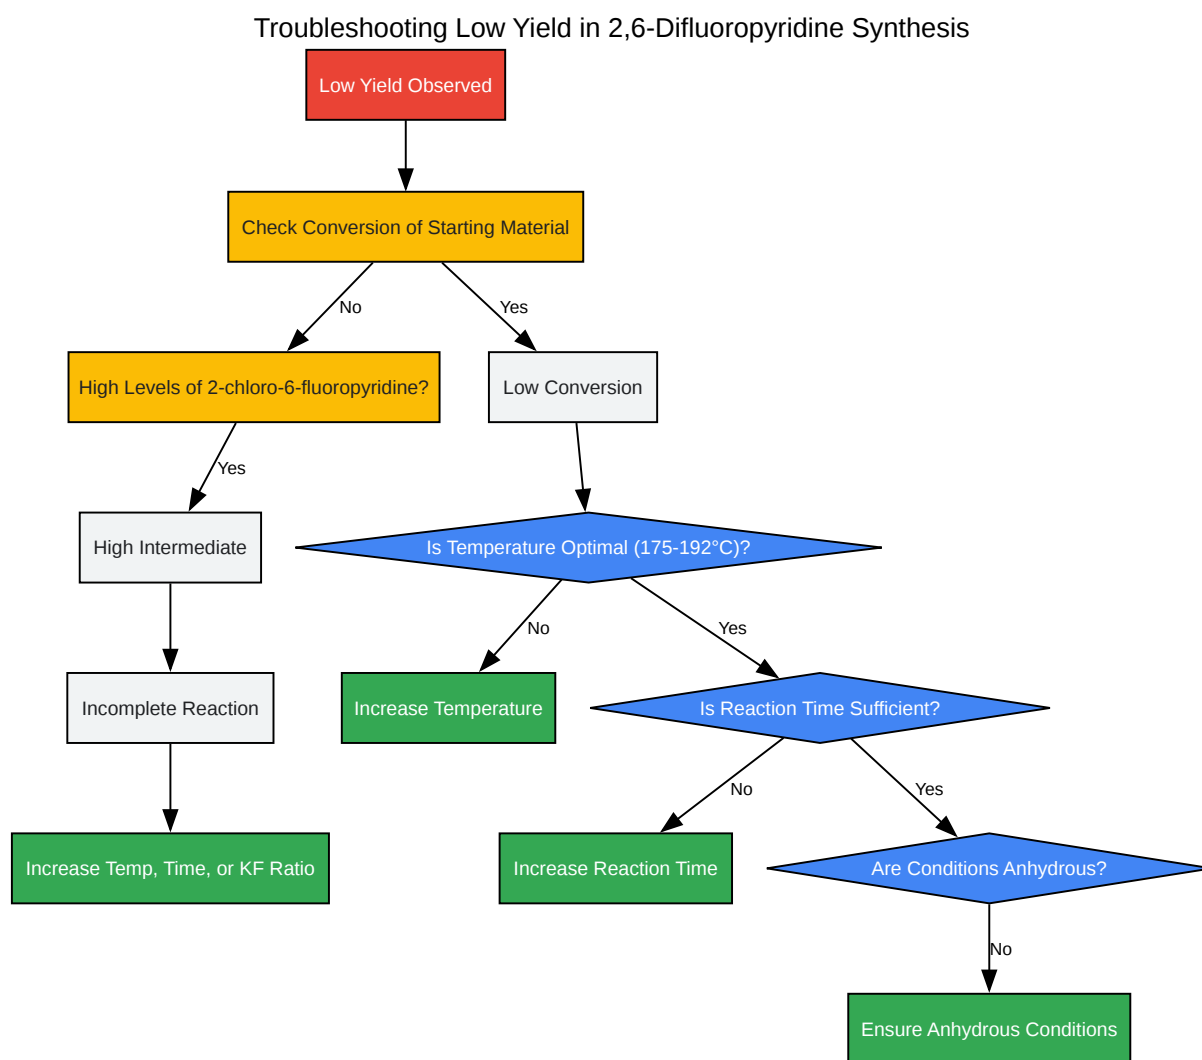 Troubleshooting Low Yield in 2,6-Difluoropyridine Synthesis
Low Yield Observed
Check Conversion of Starting Material
No
Yes
High Levels of 2-chloro-6-fluoropyridine?
Low Conversion
Yes
High Intermediate
Is Temperature Optimal (175-192°C)?
No
Yes
Incomplete Reaction
Increase Temperature
Is Reaction Time Sufficient?
No
Yes
Increase Temp, Time, or KF Ratio
Increase Reaction Time
Are Conditions Anhydrous?
No
Ensure Anhydrous Conditions